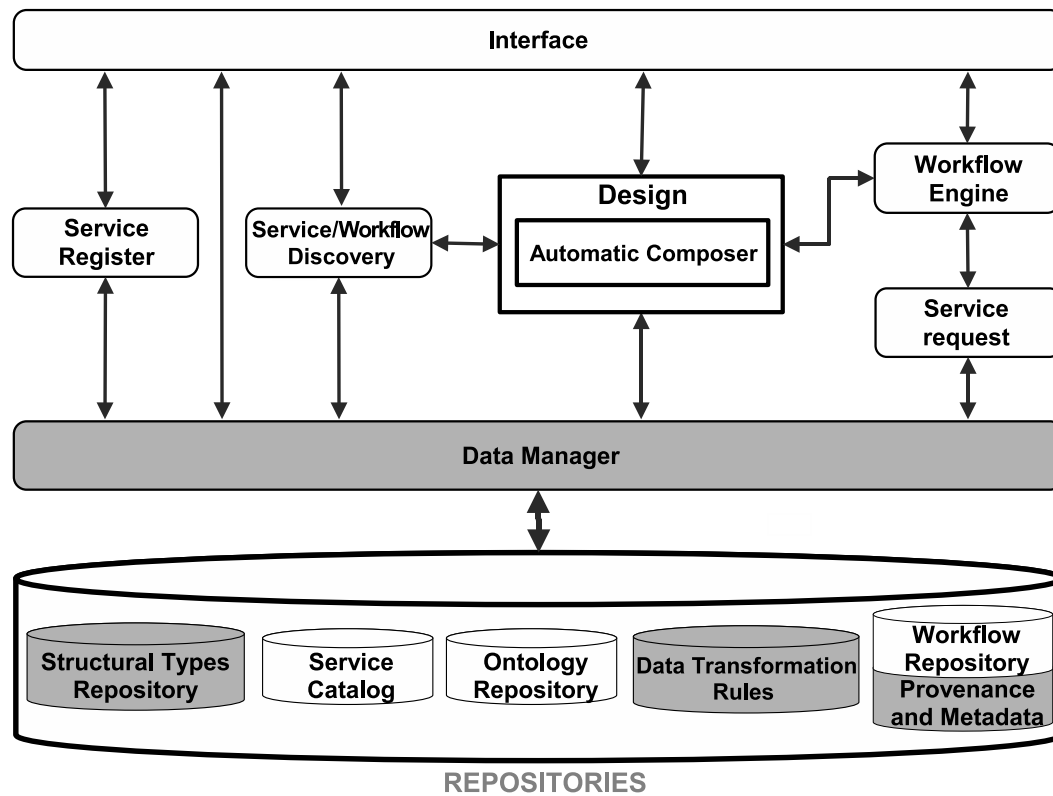 Interface
Workflow
Engine
Design
Service
Register
Service/Workflow
Discovery
Automatic Composer
Service
request
Data Manager
Structural Types
Repository
Service
Catalog
Ontology
Repository
Data Transformation
Rules
Workflow
Repository
Provenance
and Metadata
REPOSITORIES